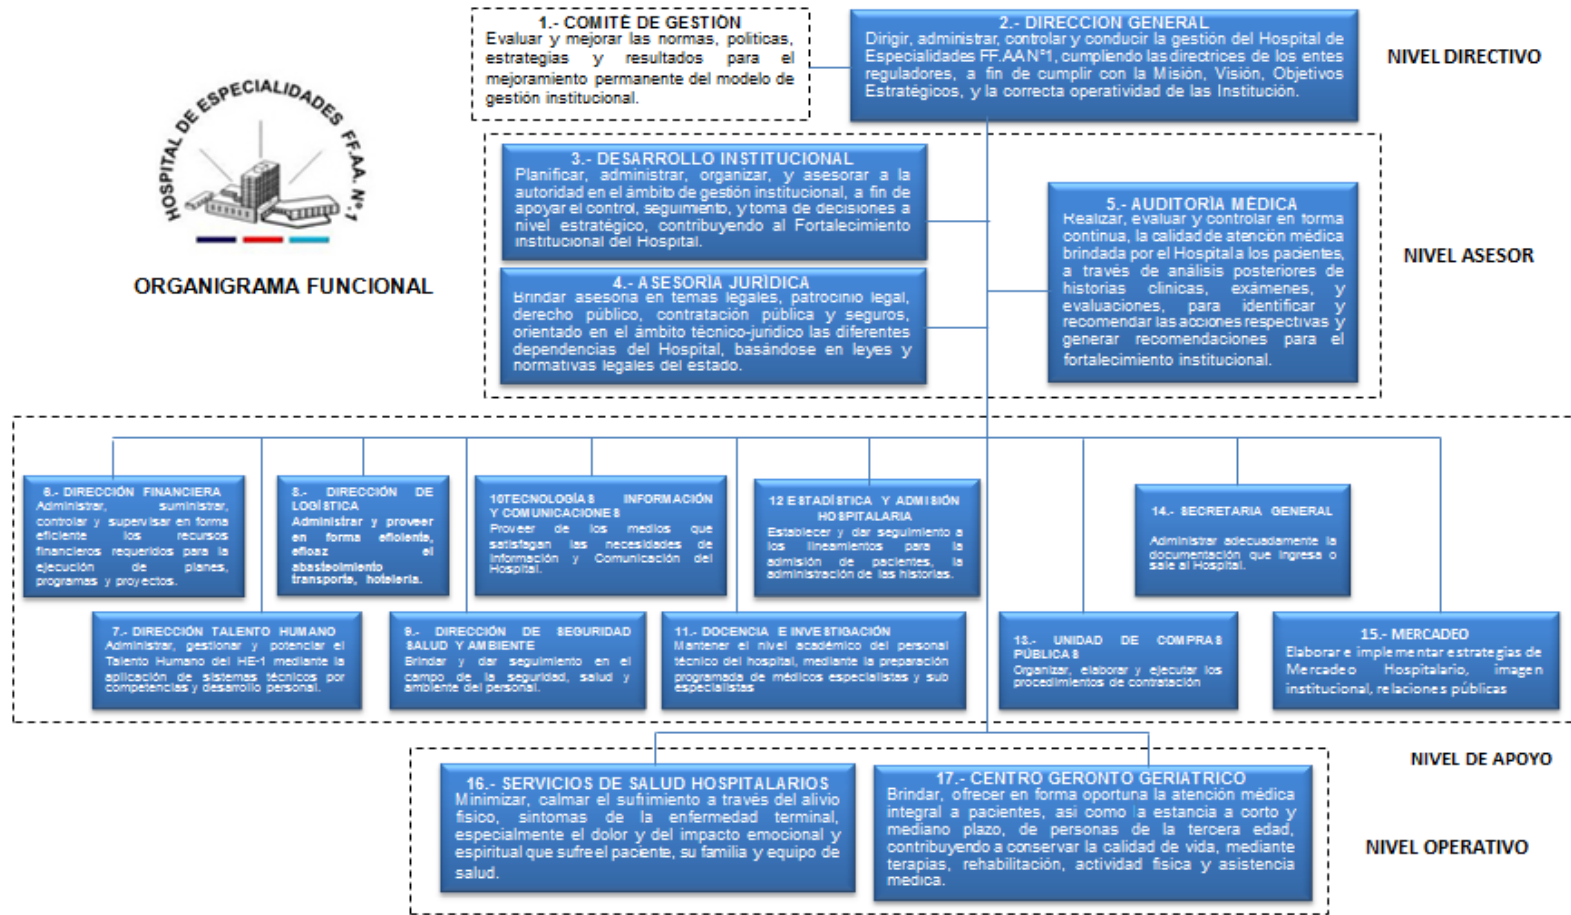 1.- COMITÉ DE GESTIÓN
Evaluar y mejorar las normas, politicas,
estrategias y resultados para el
mejoramiento permanente del modelo de
gestión institucional.
2.- DIRECCION GENERAL
Dirigir, administrar, controlar y conducir la gestión del Hospital de
Especialidades FF.AA N°1, cumpliendo las directrices de los entes
reguladores, a fin de cumplir con la Misión, Visión, Objetivos
Estratégicos, y la correcta operatividad de las Institución.
NIVEL DIRECTIVO
HOSPITAL DE ESPECIALIDADES FF.AA. N°.1
ORGANIGRAMA FUNCIONAL
3.- DESARROLLO INSTITUCIONAL
Planificar, administrar, organizar, y asesorar a la
autoridad en el ámbito de gestión institucional, a fin de
apoyar el control, seguimiento, y toma de decisiones a
nivel estratégico, contribuyendo al Fortalecimiento
institucional del Hospital.
4.- ASESORÌA JURÍDICA
Brindar asesoria en temas legales, patrocinio legal,
derecho público, contratación pública y seguros,
orientado en el ámbito técnico-juridico las diferentes
dependencias del Hospital, basándose en leyes y
normativas legales del estado.
5.- AUDITORÌA MÉDICA
Realizar, evaluar y controlar en forma
continua, la calidad de atención médica
brindada por el Hospital a los pacientes,
a través de análisis posteriores de
historias clinicas, exámenes, y
evaluaciones, para identificar y
recomendar las acciones respectivas y
generar recomendaciones para el
fortalecimiento institucional.
NIVEL ASESOR
6.- DIRECCIÓN FINANCIERA
Administrar, suministrar,
controlar y supervisar en forma
eficiente los recursos
financieros requeridos para la
ejecución de planes,
programas y proyectos.
7.- DIRECCIÓN TALENTO HUMANO
Administrar, gestionar y potenciar el
Talento Humano del HE-1 mediante la
aplicación de sistemas técnicos por
competencias y desarrollo personal.
8.- DIRECCIÓN DE
LOGÍSTICA
Administrar y proveer
en forma eficiente,
eficaz el
abastecimiento
transporte, hoteleria.
9.- DIRECCIÓN DE SEGURIDAD
SALUD Y AMBIENTE
Brindar y dar seguimiento en el
campo de la seguridad, salud y
ambiente del personal.
10TECNOLOGÍAS INFORMACIÓN
Y COMUNICACIONES
Proveer de los medios que
satisfagan las necesidades de
Información y Comunicación del
Hospital.
11.- DOCENCIA E INVESTIGACIÓN
Mantener el nivel académico del personal
técnico del hospital, mediante la preparación
programada de médicos especialistas y sub
especialistas
12 ESTADÍSTICA Y ADMISIÓN
HOSPITALARIA
Establecer y dar seguimiento a
los lineamientos para la
admisión de pacientes, la
administración de las historias.
13.- UNIDAD DE COMPRAS
PÚBLICAS
Organizar, elaborar y ejecutar los
procedimientos de contratación
14.- SECRETARIA GENERAL
Administrar adecuadamente la
documentación que ingresa o
sale al Hospital.
15.- MERCADEO
Elaborar e implementar estrategias de
Mercadeo Hospitalario, imagen
institucional, relaciones públicas
NIVEL DE APOYO
16.- SERVICIOS DE SALUD HOSPITALARIOS
Minimizar, calmar el sufiimiento a través del alivio
fisico, sintomas de la enfermedad terminal,
especialmente el dolor y del impacto emocional y
espiritual que sufre el paciente, su familia y equipo de
salud.
17.- CENTRO GERONTO GERIATRICO
Brindar, ofrecer en forma oportuna la atención médica
integral a pacientes, asi como la estancia a corto y
mediano plazo, de personas de la tercera edad,
contribuyendo a conservar la calidad de vida, mediante
terapias, rehabilitación, actividad fisica y asistencia
medica.
NIVEL OPERATIVO